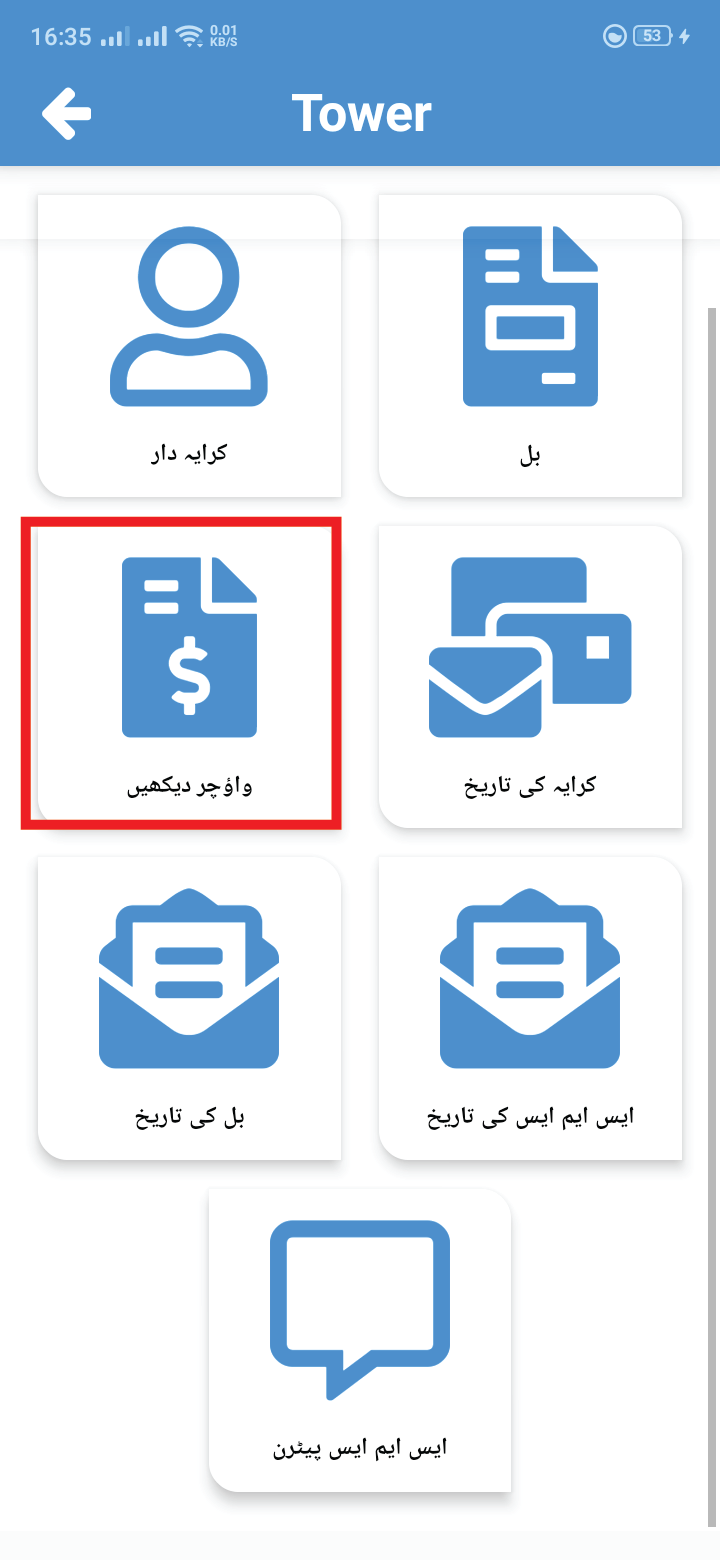 16:35 0.01 KB/S 53
Tower
کرایہ دار
بل
$
واؤچر دیکھیں
کرایہ کی تاریخ
بل کی تاریخ
ایس ایم ایس کی تاریخ
ایس ایم ایس پیٹرن